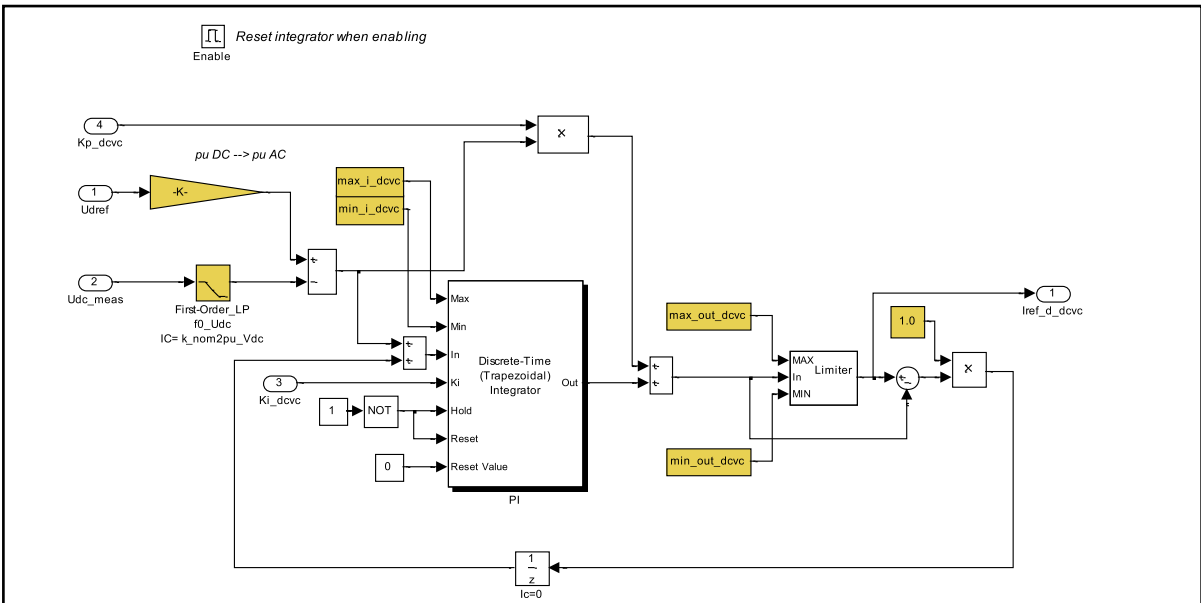 Reset integrator when enabling
Enable
4
Kp_dcvc
×
pu DC --> pu AC
-K-
1
Udref
max_i_dcvc
min_i_dcvc
+
−
2
Udc_meas
First-Order_LP
f0_Udc
IC= k_nom2pu_Vdc
+
+
3
Ki_dcvc
1
NOT
0
Max
Min
In
Ki
Hold
Reset
Reset Value
Discrete-Time
(Trapezoidal)
Integrator
Out
PI
+
+
max_out_dcvc
min_out_dcvc
MAX
In
MIN
Limiter
1
Iref_d_dcvc
1.0
+
−
×
1
z
Ic=0